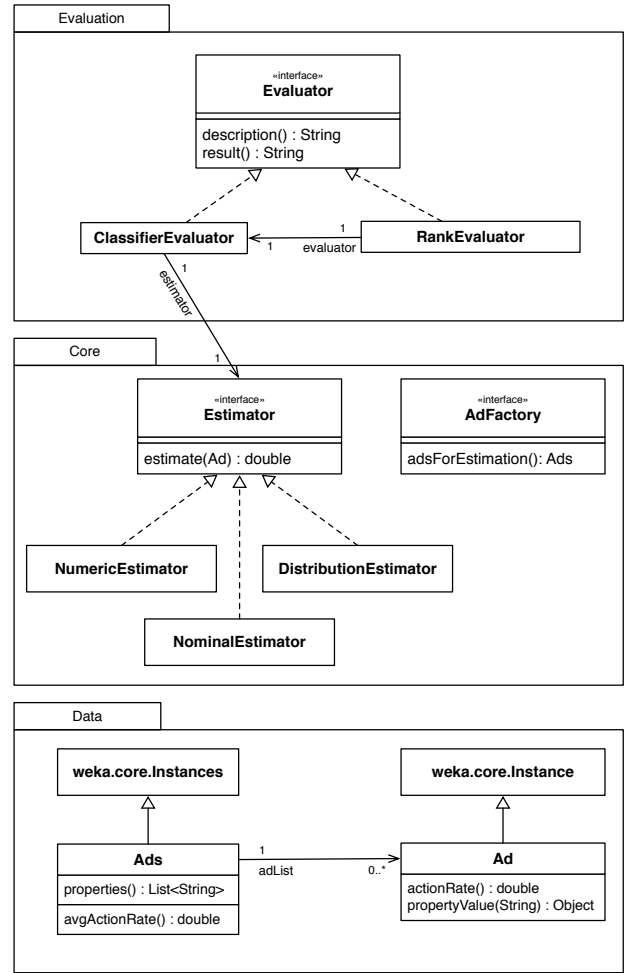 Evaluation
«interface»
Evaluator
description() : String
result() : String
ClassifierEvaluator
1
1
evaluator
RankEvaluator
1
estimator
1
Core
«interface»
Estimator
estimate(Ad) : double
«interface»
AdFactory
adsForEstimation(): Ads
NumericEstimator
DistributionEstimator
NominalEstimator
Data
weka.core.Instances
weka.core.Instance
Ads
properties() : List<String>
avgActionRate() : double
1
adList
0..*
Ad
actionRate() : double
propertyValue(String) : Object